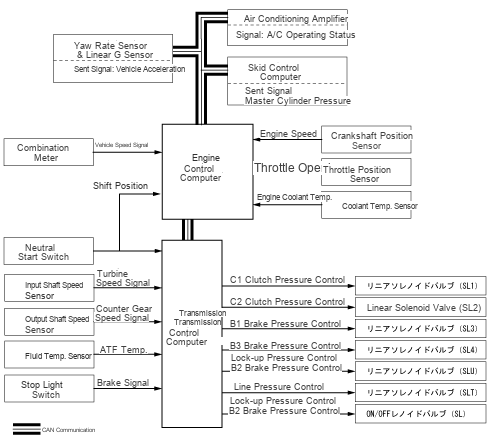 Air Conditioning Amplifier
Signal: A/C Operating Status
Yaw Rate Sensor
& Linear G Sensor
Sent Signal: Vehicle Acceleration
Skid Control
Computer
Sent Signal
Master Cylinder Pressure
Engine Speed
Crankshaft Position
Sensor
Combination
Meter
Vehicle Speed Signal
Engine
Control
Computer
Throttle Ope
Throttle Position
Sensor
Shift Position
Engine Coolant Temp.
Coolant Temp. Sensor
Neutral
Start Switch
Turbine
Speed Signal
Input Shaft Speed
Sensor
C1 Clutch Pressure Control
リニアソレノイドバルブ (SL1)
Counter Gear
Speed Signal
Output Shaft Speed
Sensor
Transmission
Transmission
Control
Computer
C2 Clutch Pressure Control
Linear Solenoid Valve (SL2)
B1 Brake Pressure Control
リニアソレノイドバルブ (SL3)
Fluid Temp. Sensor
ATF Temp.
B3 Brake Pressure Control
リニアソレノイドバルブ (SL4)
Lock-up Pressure Control
B2 Brake Pressure Control
リニアソレノイドバルブ (SLU)
Stop Light
Switch
Brake Signal
Line Pressure Control
リニアソレノイドバルブ (SLT)
Lock-up Pressure Control
B2 Brake Pressure Control
ON/OFFレノイドバルブ (SL)
CAN Communication